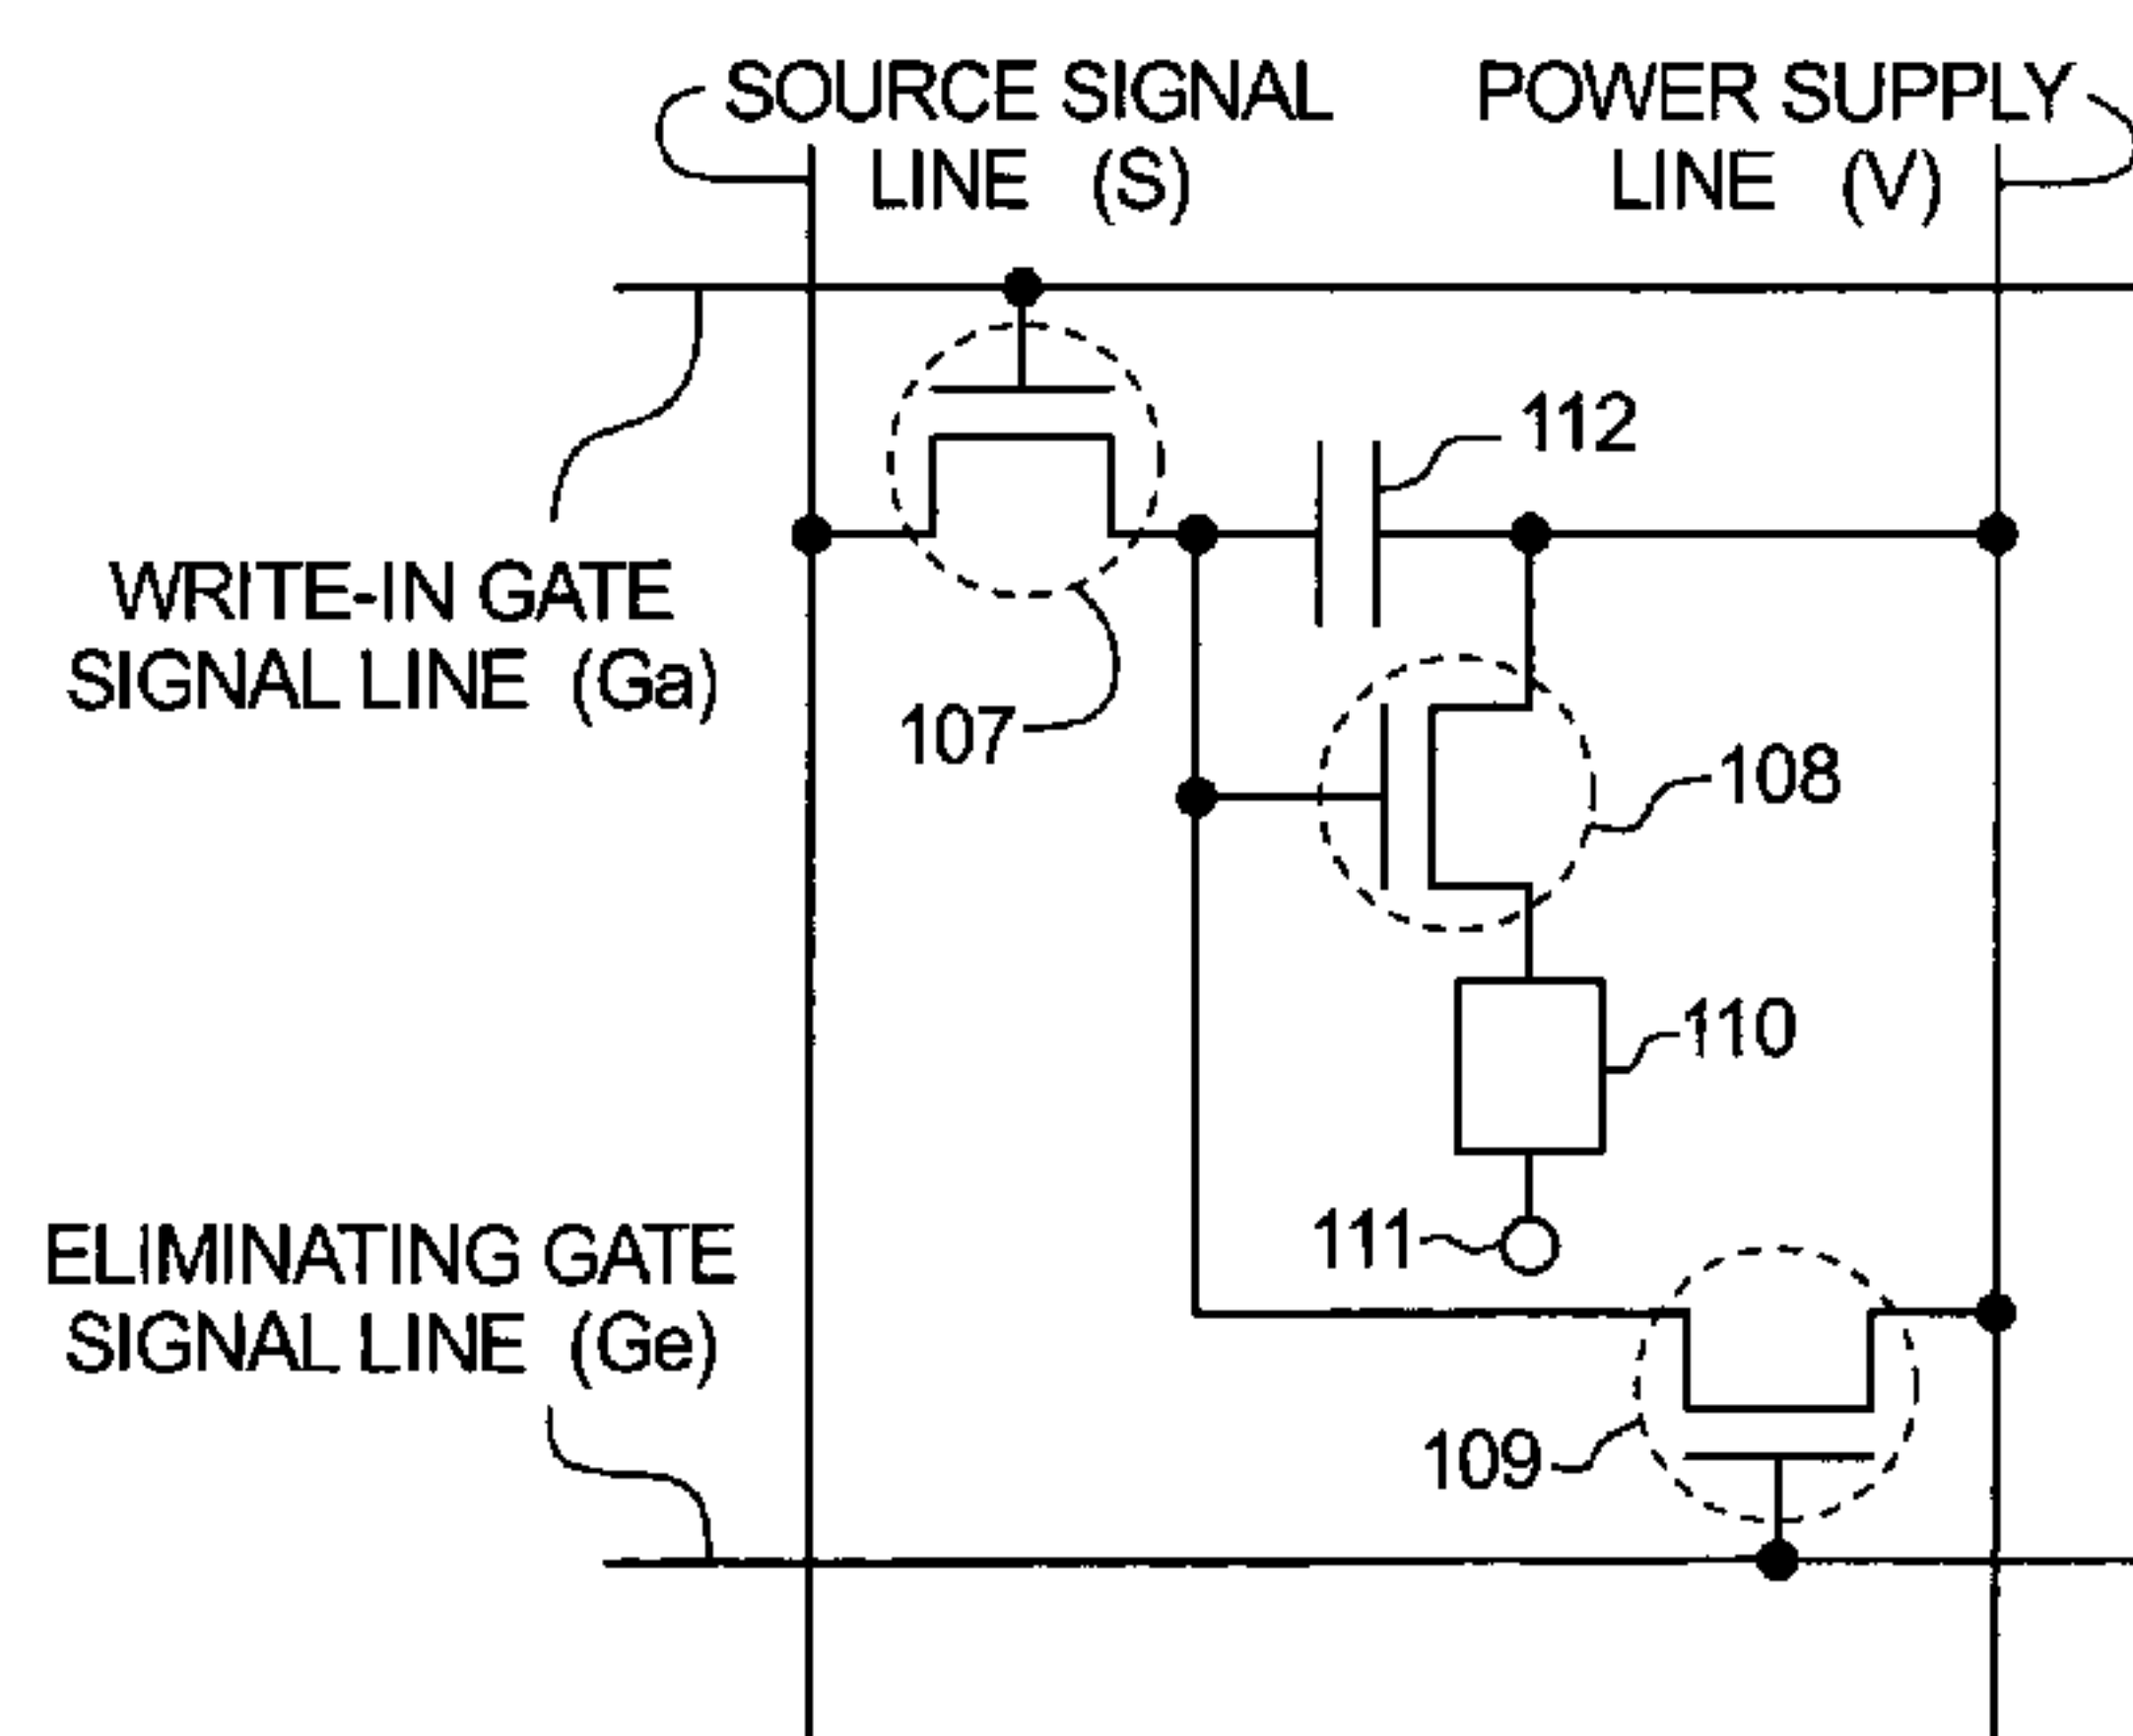 SOURCE SIGNAL
LINE (S)
POWER SUPPLY
LINE (V)
112
WRITE-IN GATE
SIGNAL LINE (Ga)
107
108
110
111
ELIMINATING GATE
SIGNAL LINE (Ge)
109